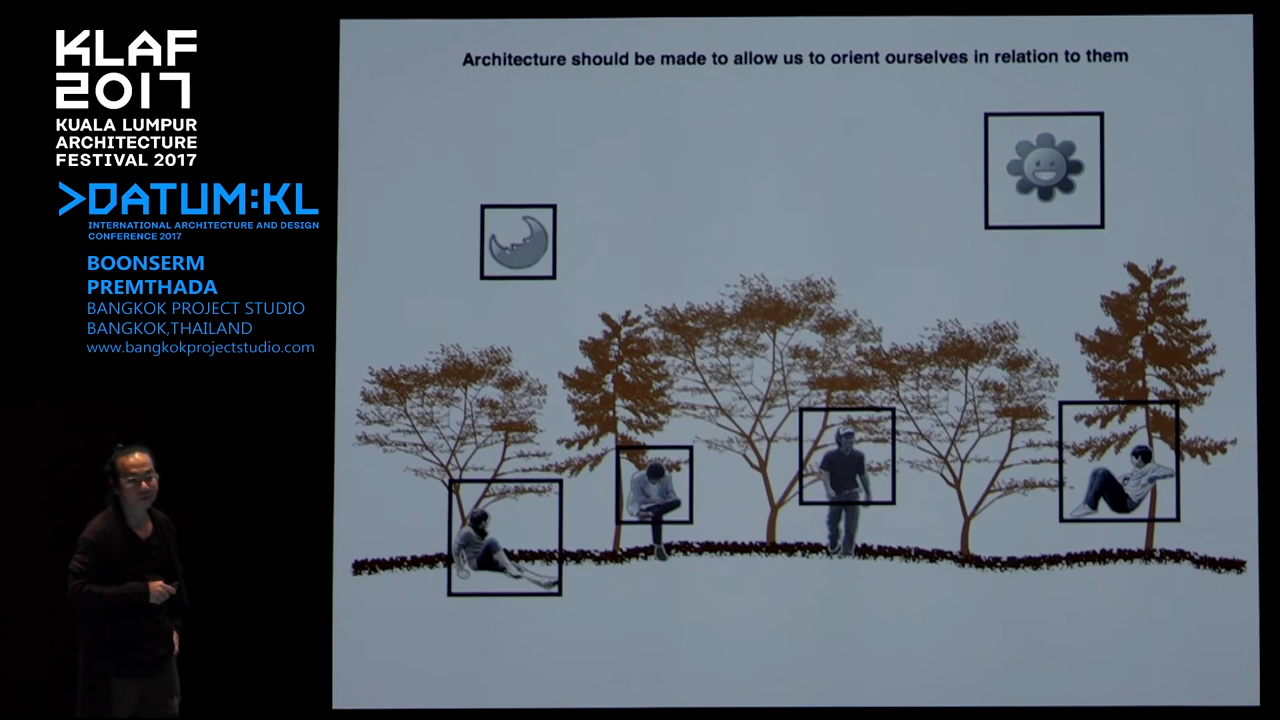 KLAF
2017
KUALA LUMPUR
ARCHITECTURE
FESTIVAL 2017
>DATUM:KL
INTERNATIONAL ARCHITECTURE AND DESIGN
CONFERENCE 2017
BOONSERM
PREMTHADA
BANGKOK PROJECT STUDIO
BANGKOK,THAILAND
www.bangkokprojectstudio.com
Architecture should be made to allow us to orient ourselves in relation to them